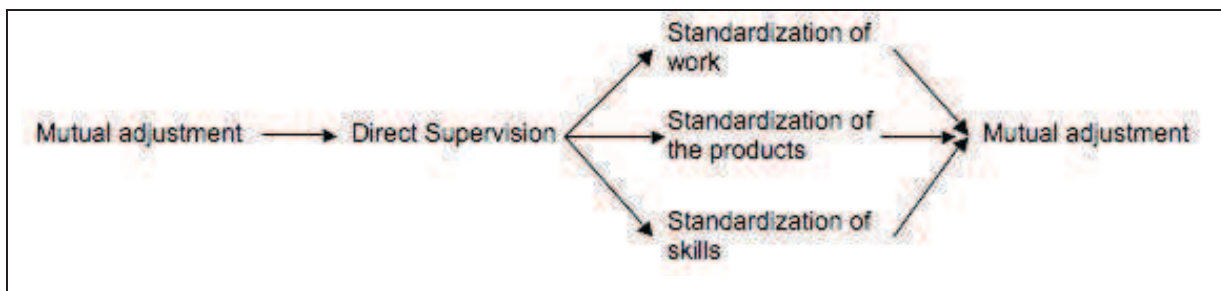 Mutual adjustment
Direct Supervision
Standardization of
work
Standardization of
the products
Standardization of
skills
Mutual adjustment